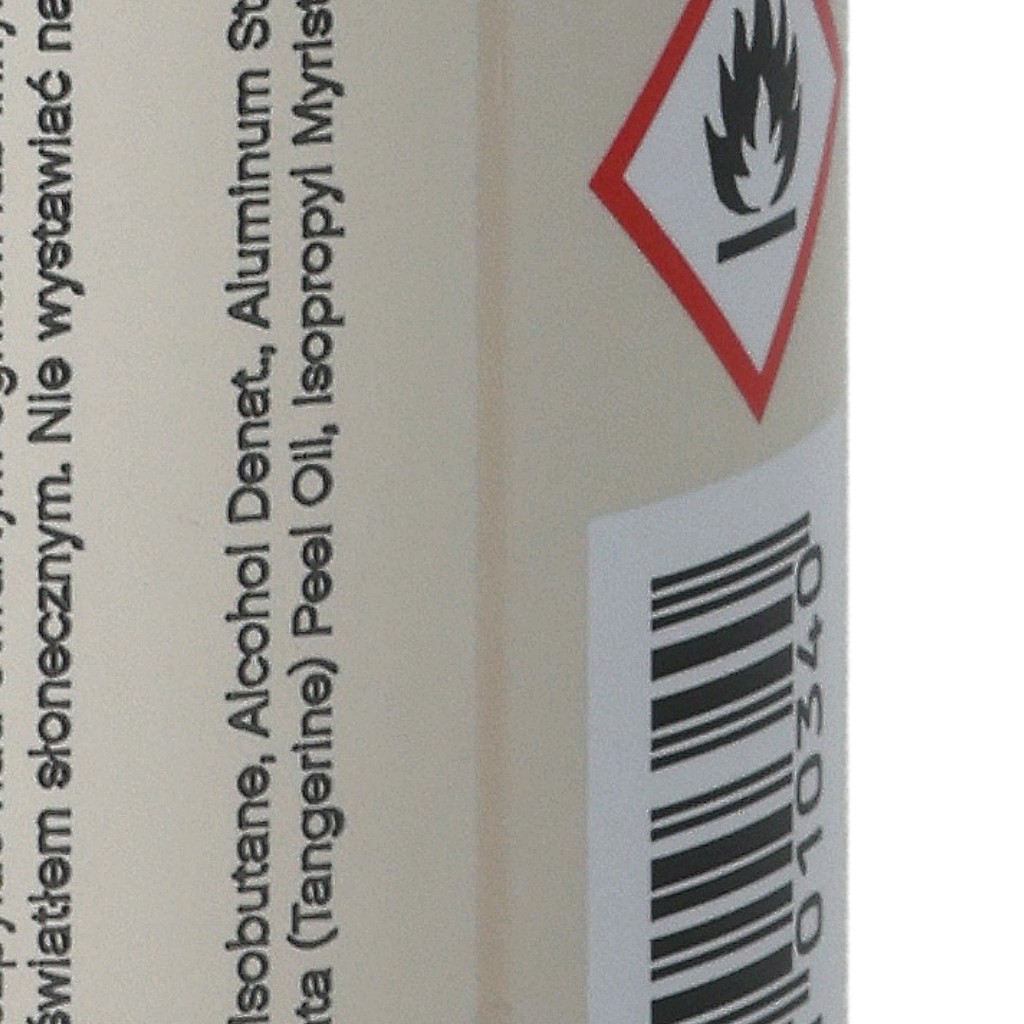 światłem słonecznym. Nie wystawiać na
Isobutane, Alcohol Denat., Aluminum St
ta (Tangerine) Peel Oil, Isopropyl Myrist
010340